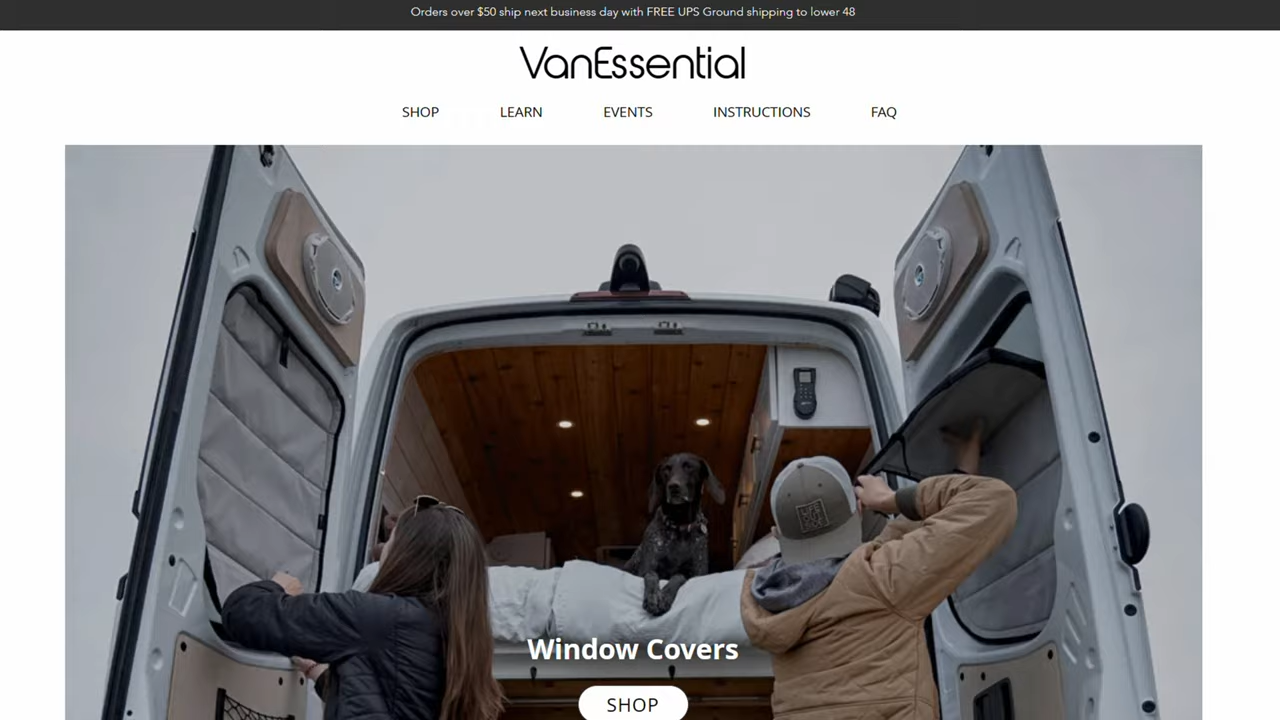 Orders over $50 ship next business day with FREE UPS Ground shipping to lower 48
VanEssential
SHOP
LEARN
EVENTS
INSTRUCTIONS
FAQ
Window Covers
SHOP